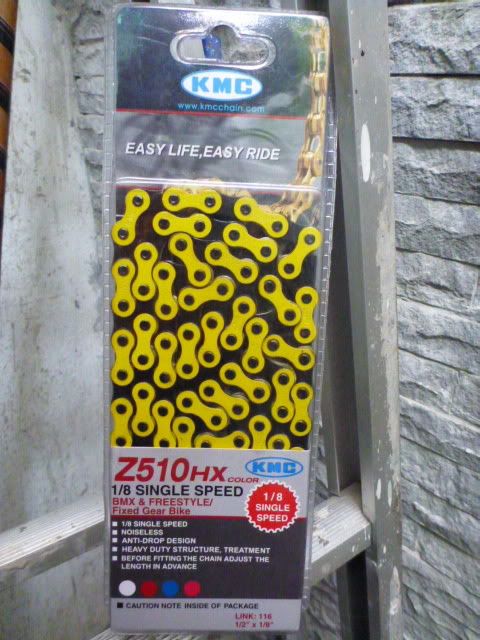 KMC
www.kmcchain.com
EASY LIFE,EASY RIDE
Z510HX COLOR
KMC
1/8 SINGLE SPEED
BMX & FREESTYLE/
Fixed Gear Bike
1/8
SINGLE
SPEED
1/8 SINGLE SPEED
NOISELESS
ANTI-DROP DESIGN
HEAVY DUTY STRUCTURE, TREATMENT
BEFORE FITTING THE CHAIN ADJUST THE
LENGTH IN ADVANCE
CAUTION NOTE INSIDE OF PACKAGE
LINK: 116
1/2" x 1/8"